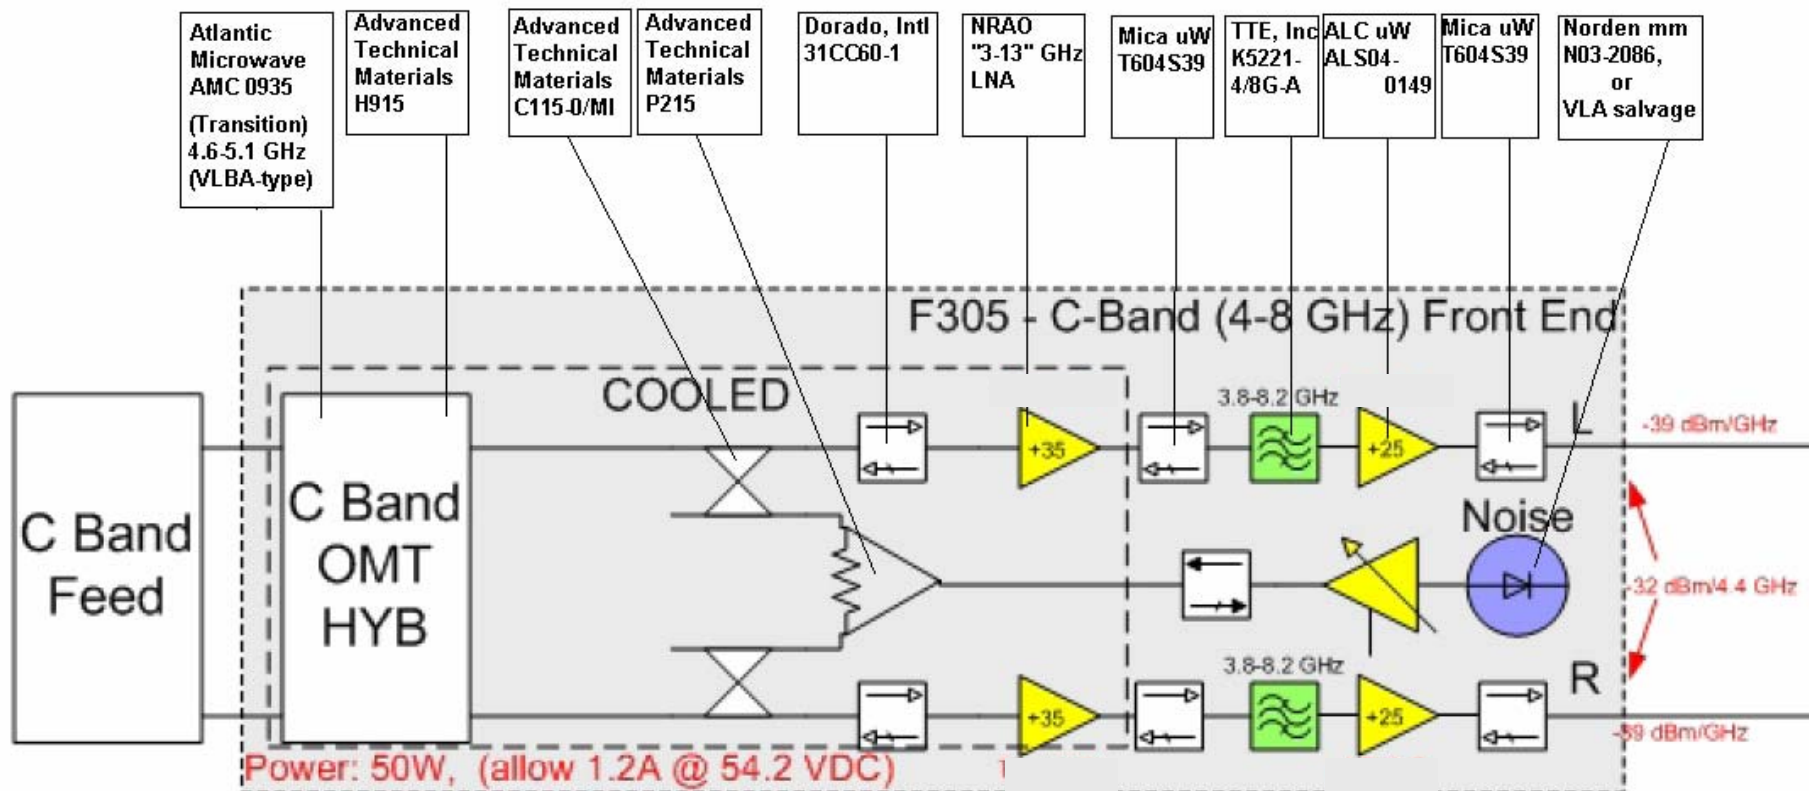 Atlantic
Microwave
AMC 0935
(Transition)
4.6-5.1 GHz
(VLBA-type)
Advanced
Technical
Materials
H915
Advanced
Technical
Materials
C115-0/MI
Advanced
Technical
Materials
P215
Dorado, Intl
31CC60-1
NRAO
"3-13" GHz
LNA
Mica uW
T604S39
TTE, Inc
K5221-
4/8G-A
ALC uW
ALS04-
0149
Mica uW
T604S39
Norden mm
N03-2086,
or
VLA salvage
F305 - C-Band (4-8 GHz) Front End
COOLED
3.8-8.2 GHz
L
-39 dBm/GHz
+35
+25
C Band
Feed
C Band
OMT
HYB
Noise
-32 dBm/4.4 GHz
3.8-8.2 GHz
R
+35
+25
-39 dBm/GHz
Power: 50W, (allow 1.2A @ 54.2 VDC)